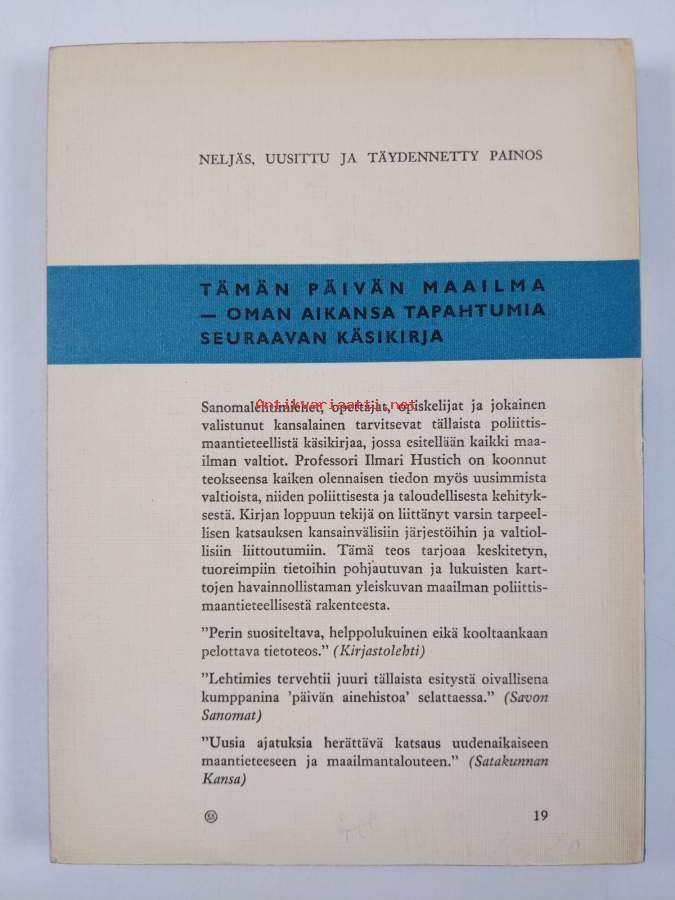 NELJÄS, UUSITTU JA TÄYDENNETTY PAINOS
TÄMÄN PÄIVÄN MAAILMA
— OMAN AIKANSA TAPAHTUMIA
SEURAAVAN KÄSIKIRJA
Sanomalehtimiehet, opettajat, opiskelijat ja jokainen
Antikvariaatti.net
valistunut kansalainen tarvitsevat tällaista poliittis-
maantieteellistä käsikirjaa, jossa esitellään kaikki maa-
ilman valtiot. Professori Ilmari Hustich on koonnut
teokseensa kaiken olennaisen tiedon myös uusimmista
valtioista, niiden poliittisesta ja taloudellisesta kehityk-
sestä. Kirjan loppuun tekijä on liittänyt varsin tarpeel-
lisen katsauksen kansainvälisiin järjestöihin ja valtiol-
lisiin liittoutumiin. Tämä teos tarjoaa keskitetyn,
tuoreimpiin tietoihin pohjautuvan ja lukuisten kart-
tojen havainnollistaman yleiskuvan maailman poliittis-
maantieteellisestä rakenteesta.
”Perin suositeltava, helppolukuinen eikä kooltaankaan
pelottava tietoteos.” (Kirjastolehti)
”Lehtimies tervehtii juuri tällaista esitystä oivallisena
kumppanina ’päivän ainehistoa’ selattaessa.” (Savon
Sanomat)
”Uusia ajatuksia herättävä katsaus uudenaikaiseen
maantieteeseen ja maailmantalouteen.” (Satakunnan
Kansa)
19